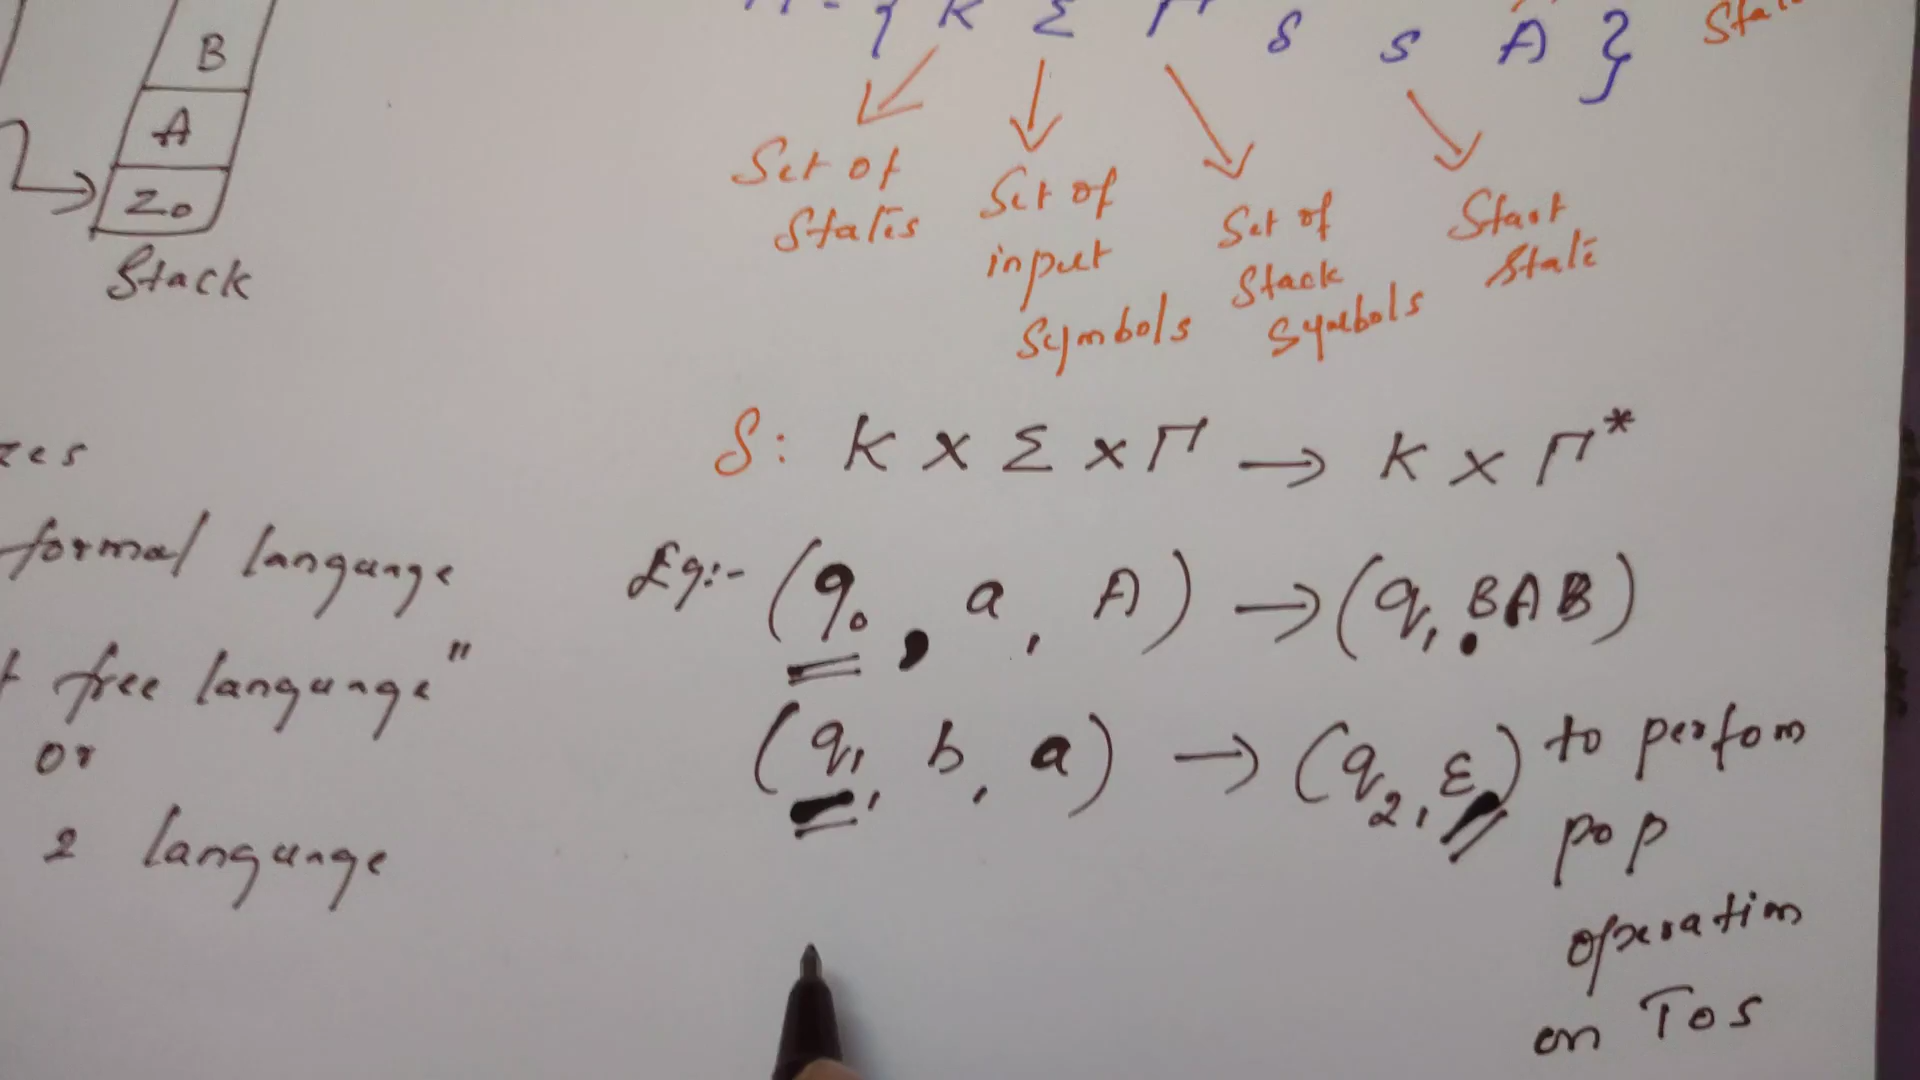 B
A
Z0
Stack
{ K Σ Γ δ s A }
Set of
States
Set of
input
Symbols
Set of
Stack
Symbols
Start
State
δ: K × Σ × Γ → K × Γ*
Eg:- (q0, a, A) → (q1, BAB)
(q1, b, a) → (q2, ε) to perfom
pop
operation
on TOS
formal language
free language"
or
2 language